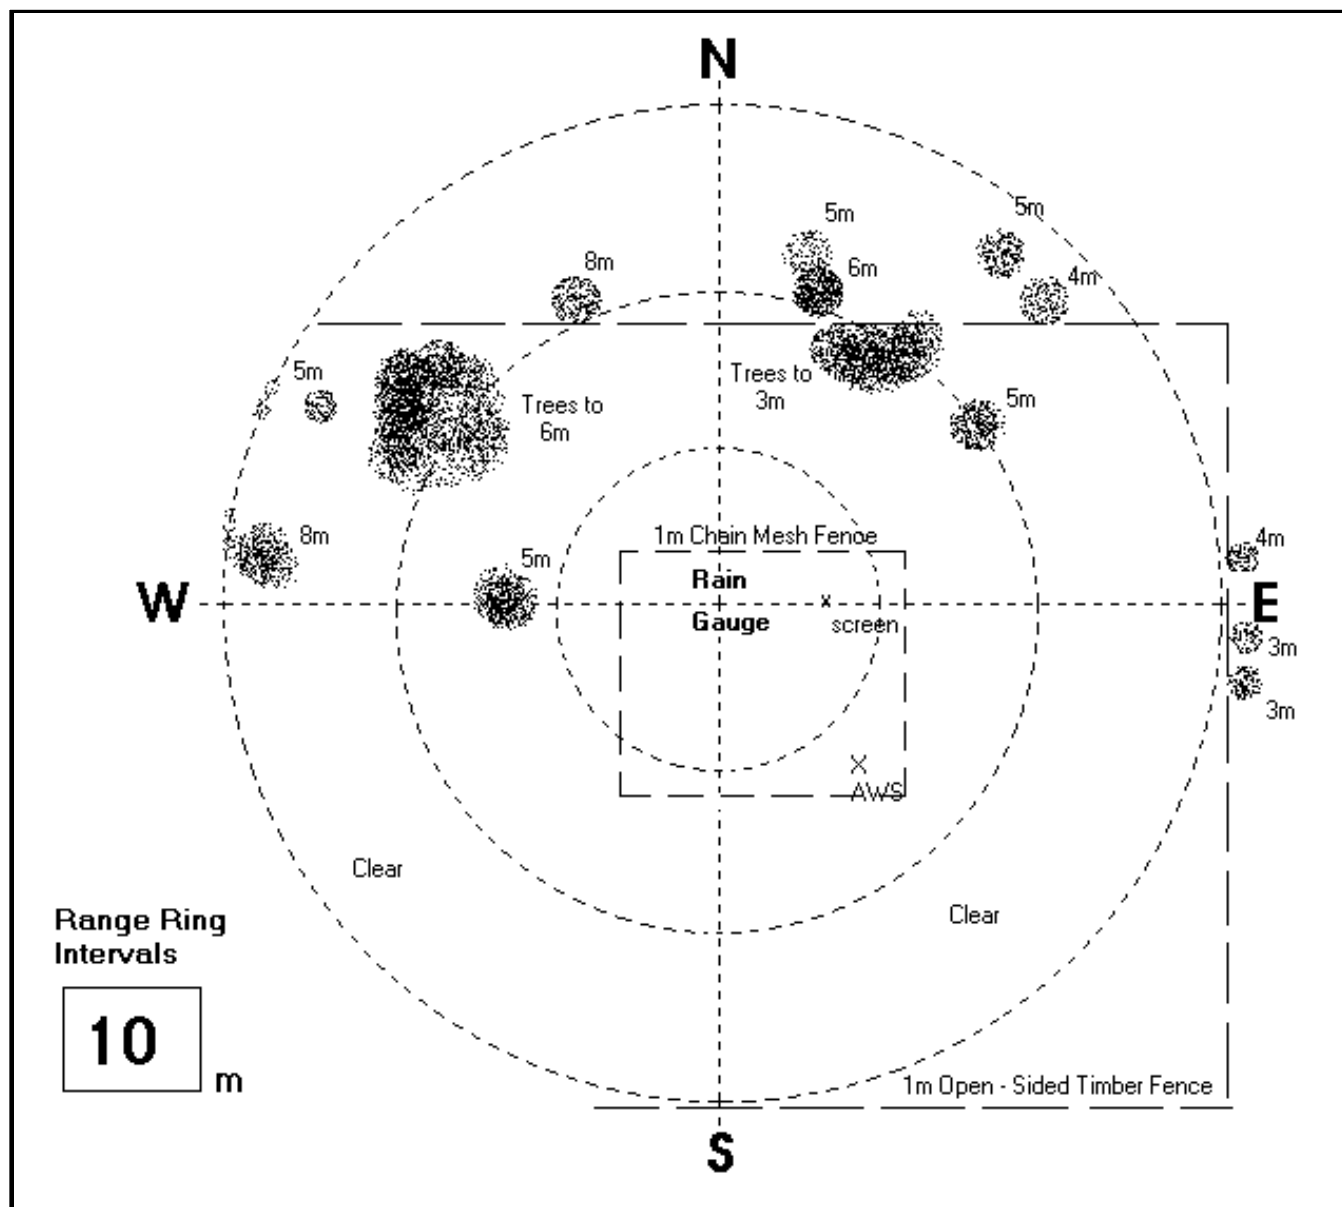 N
5m
5m
8m
6m
4m
5m
Trees to
3m
5m
Trees to
6m
8m
5m
1m Chain Mesh Fence
4m
Rain
W
E
Gauge
screen
3m
3m
AWS
Clear
Clear
Range Ring
Intervals
10
m
1m Open - Sided Timber Fence
S